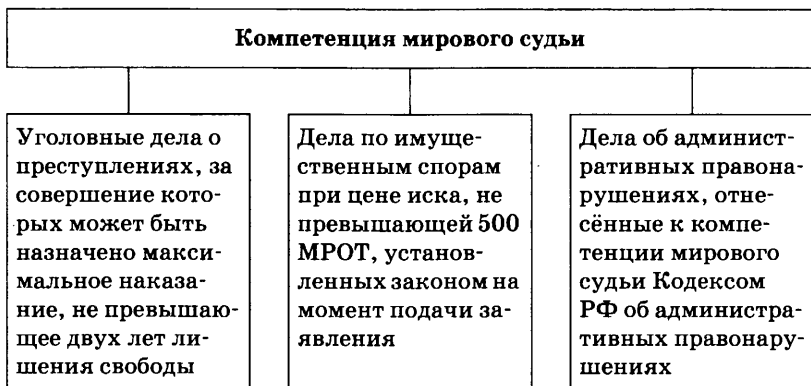 Компетенция мирового судьи
Уголовные дела о
преступлениях, за
совершение кото-
рых может быть
назначено макси-
мальное наказа-
ние, не превышаю-
щее двух лет ли-
шения свободы
Дела по имуще-
ственным спорам
при цене иска, не
превышающей 500
МРОТ, установ-
ленных законом на
момент подачи за-
явления
Дела об админист-
ративных правона-
рушениях, отне-
сённые к компе-
тенции мирового
судьи Кодексом
РФ об администра-
тивных правонару-
шениях